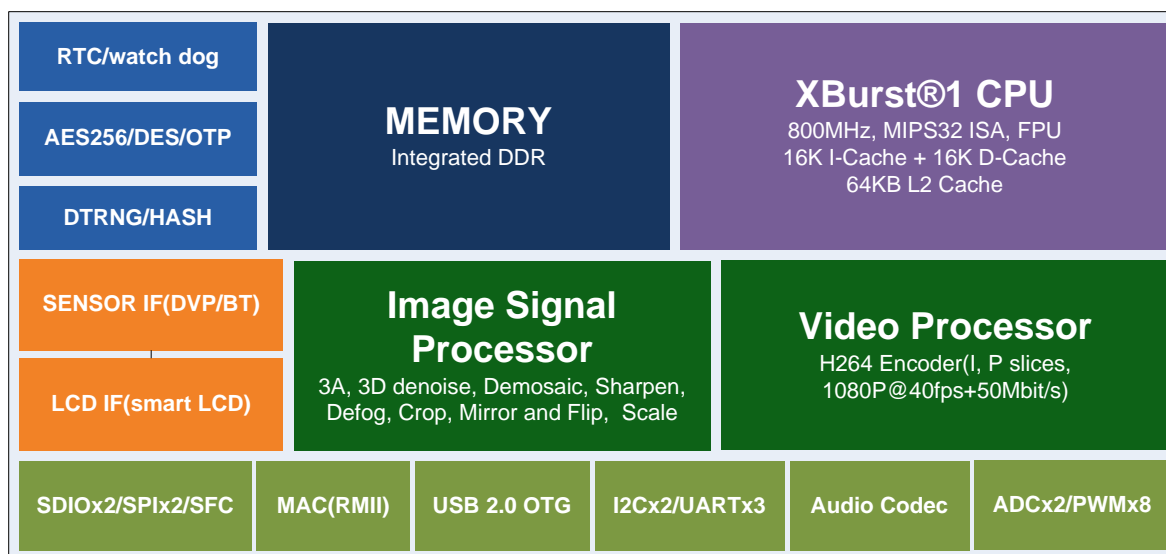 RTC/watch dog
AES256/DES/OTP
DTRNG/HASH
MEMORY
Integrated DDR
XBurst®1 CPU
800MHz, MIPS32 ISA, FPU
16K I-Cache + 16K D-Cache
64KB L2 Cache
SENSOR IF(DVP/BT)
LCD IF(smart LCD)
Image Signal
Processor
3A, 3D denoise, Demosaic, Sharpen,
Defog, Crop, Mirror and Flip, Scale
Video Processor
H264 Encoder(I, P slices,
1080P@40fps+50Mbit/s)
SDIOx2/SPIx2/SFC
MAC(RMII)
USB 2.0 OTG
I2Cx2/UARTx3
Audio Codec
ADCx2/PWMx8